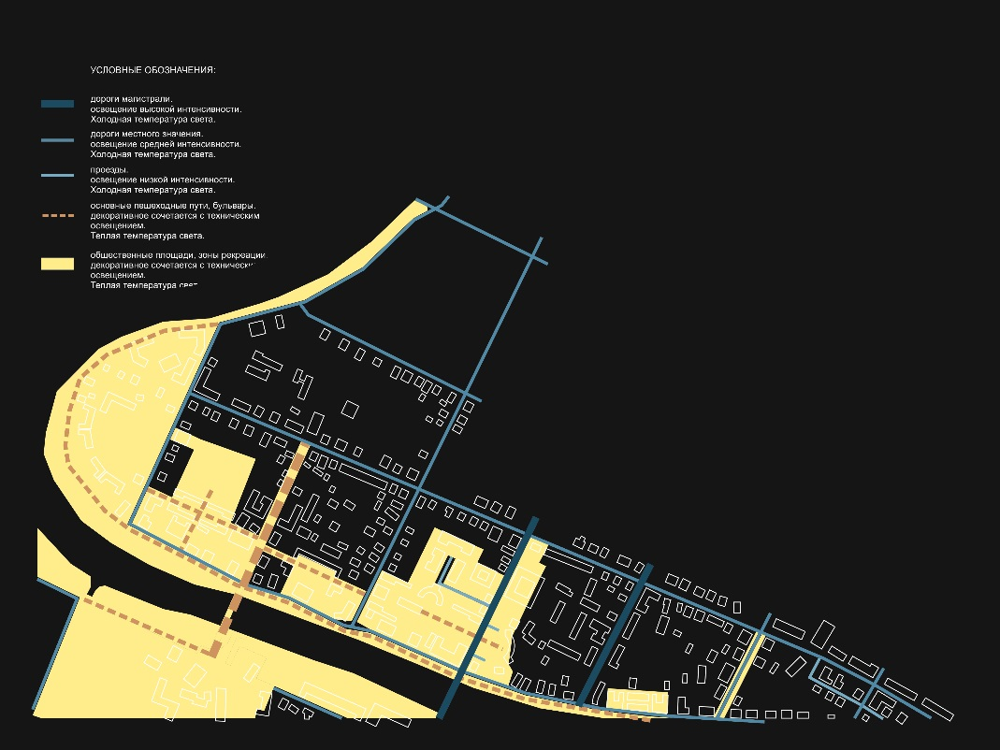 УСЛОВНЫЕ ОБОЗНАЧЕНИЯ:
дороги магистрали.
освещение высокой интенсивности.
Холодная температура света.
дороги местного значения.
освещение средней интенсивности.
Холодная температура света.
проезды.
освещение низкой интенсивности.
Холодная температура света.
основные пешеходные пути, бульвары.
декоративное сочетается с техническим
освещением.
Теплая температура света.
общественные площади, зоны рекреации.
декоративное сочетается с
освещением.
Теплая температура